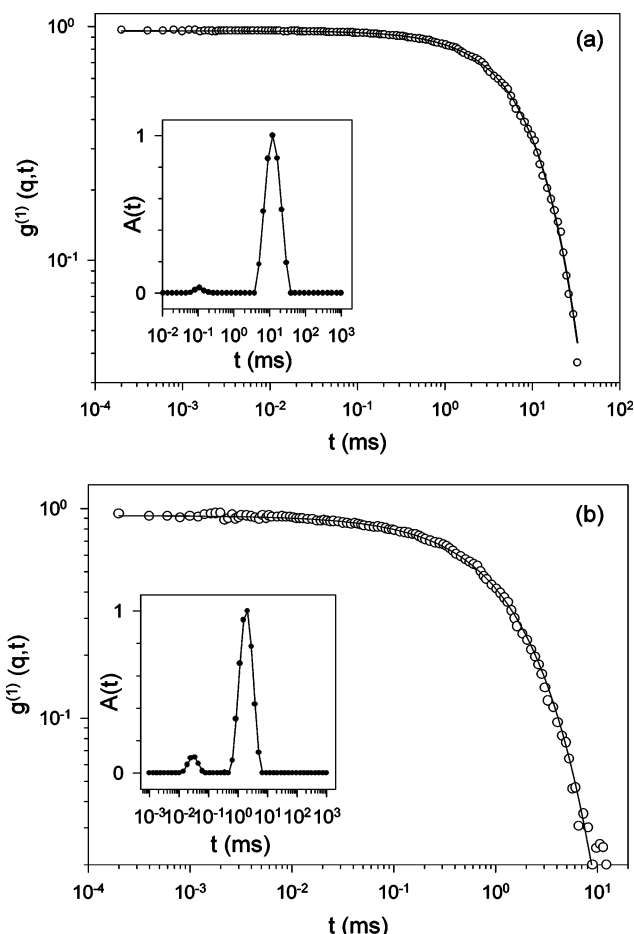 (a)
10⁰
10⁻¹
g⁽¹⁾ (q,t)
1
0
A(t)
10⁻² 10⁻¹ 10⁰ 10¹ 10² 10³
t (ms)
10⁻⁴ 10⁻³ 10⁻² 10⁻¹ 10⁰ 10¹ 10²
t (ms)
(b)
10⁰
10⁻¹
g⁽¹⁾ (q,t)
1
0
A(t)
10⁻³ 10⁻² 10⁻¹ 10⁰ 10¹ 10² 10³
t (ms)
10⁻⁴ 10⁻³ 10⁻² 10⁻¹ 10⁰ 10¹
t (ms)